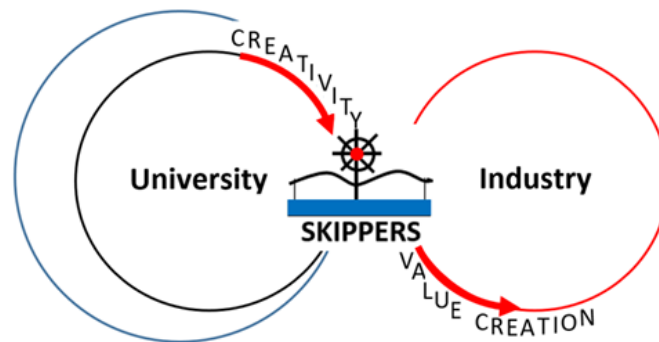 CREATIVITY
University
Industry
SKIPPERS
VALUE CREATION